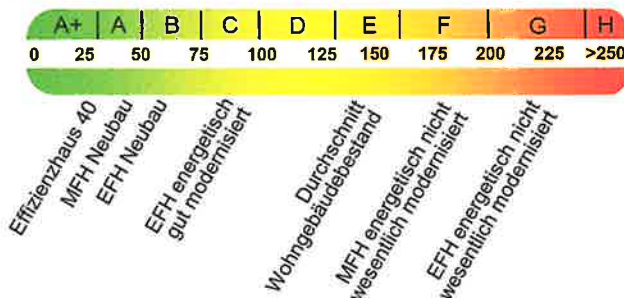 A+ A B C D E F G H
0 25 50 75 100 125 150 175 200 225 >250
Effizienzhaus 40
MFH Neubau
EFH Neubau
EFH energetisch
gut modernisiert
Durchschnitt
Wohngebäudebestand
MFH energetisch nicht
wesentlich modernisiert
EFH energetisch nicht
wesentlich modernisiert